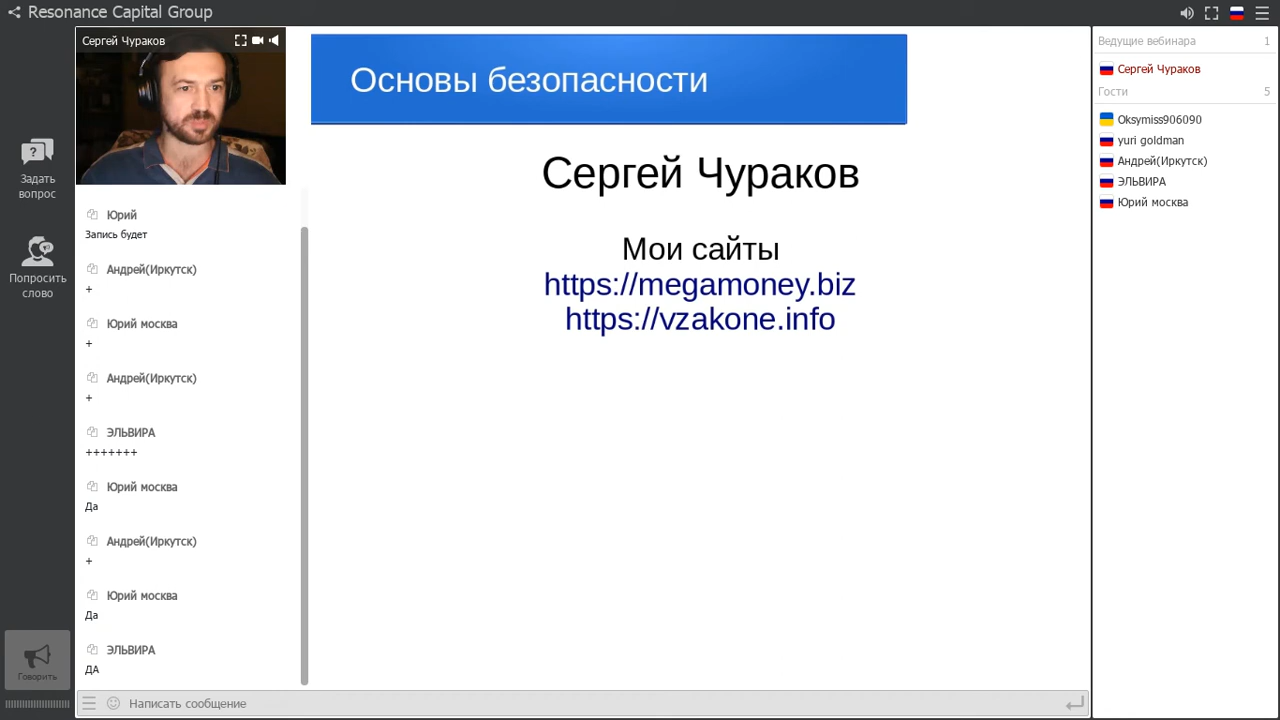 Resonance Capital Group
Сергей Чураков
Задать
вопрос
Попросить
слово
Говорить
Юрий
Запись будет
Андрей(Иркутск)
+
Юрий москва
+
Андрей(Иркутск)
+
ЭЛЬВИРА
+++++++
Юрий москва
Да
Андрей(Иркутск)
+
Юрий москва
Да
ЭЛЬВИРА
ДА
Написать сообщение
Основы безопасности
Сергей Чураков
Мои сайты
https://megamoney.biz
https://vzakone.info
Ведущие вебинара 1
Сергей Чураков
Гости 5
Oksymiss906090
yuri goldman
Андрей(Иркутск)
ЭЛЬВИРА
Юрий москва